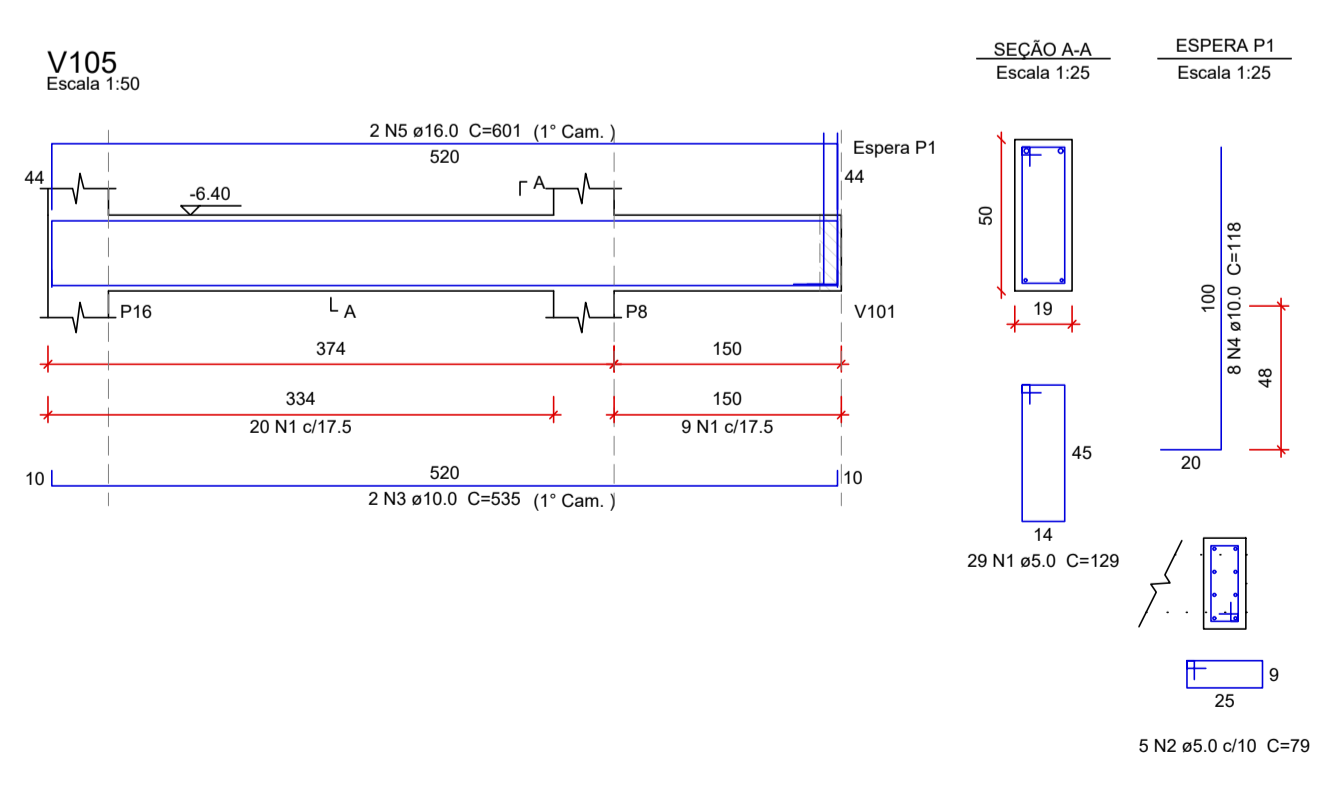 V105
Escala 1:50
2 N5 ø16.0 C=601 (1° Cam. )
520
44
-6.40
A
Espera P1
44
P16
A
P8
V101
374
150
334
150
20 N1 c/17.5
9 N1 c/17.5
10
520
10
2 N3 ø10.0 C=535 (1° Cam. )
SEÇÃO A-A
Escala 1:25
50
19
45
14
29 N1 ø5.0 C=129
ESPERA P1
Escala 1:25
100
8 N4 ø10.0 C=118
48
20
9
25
5 N2 ø5.0 c/10 C=79